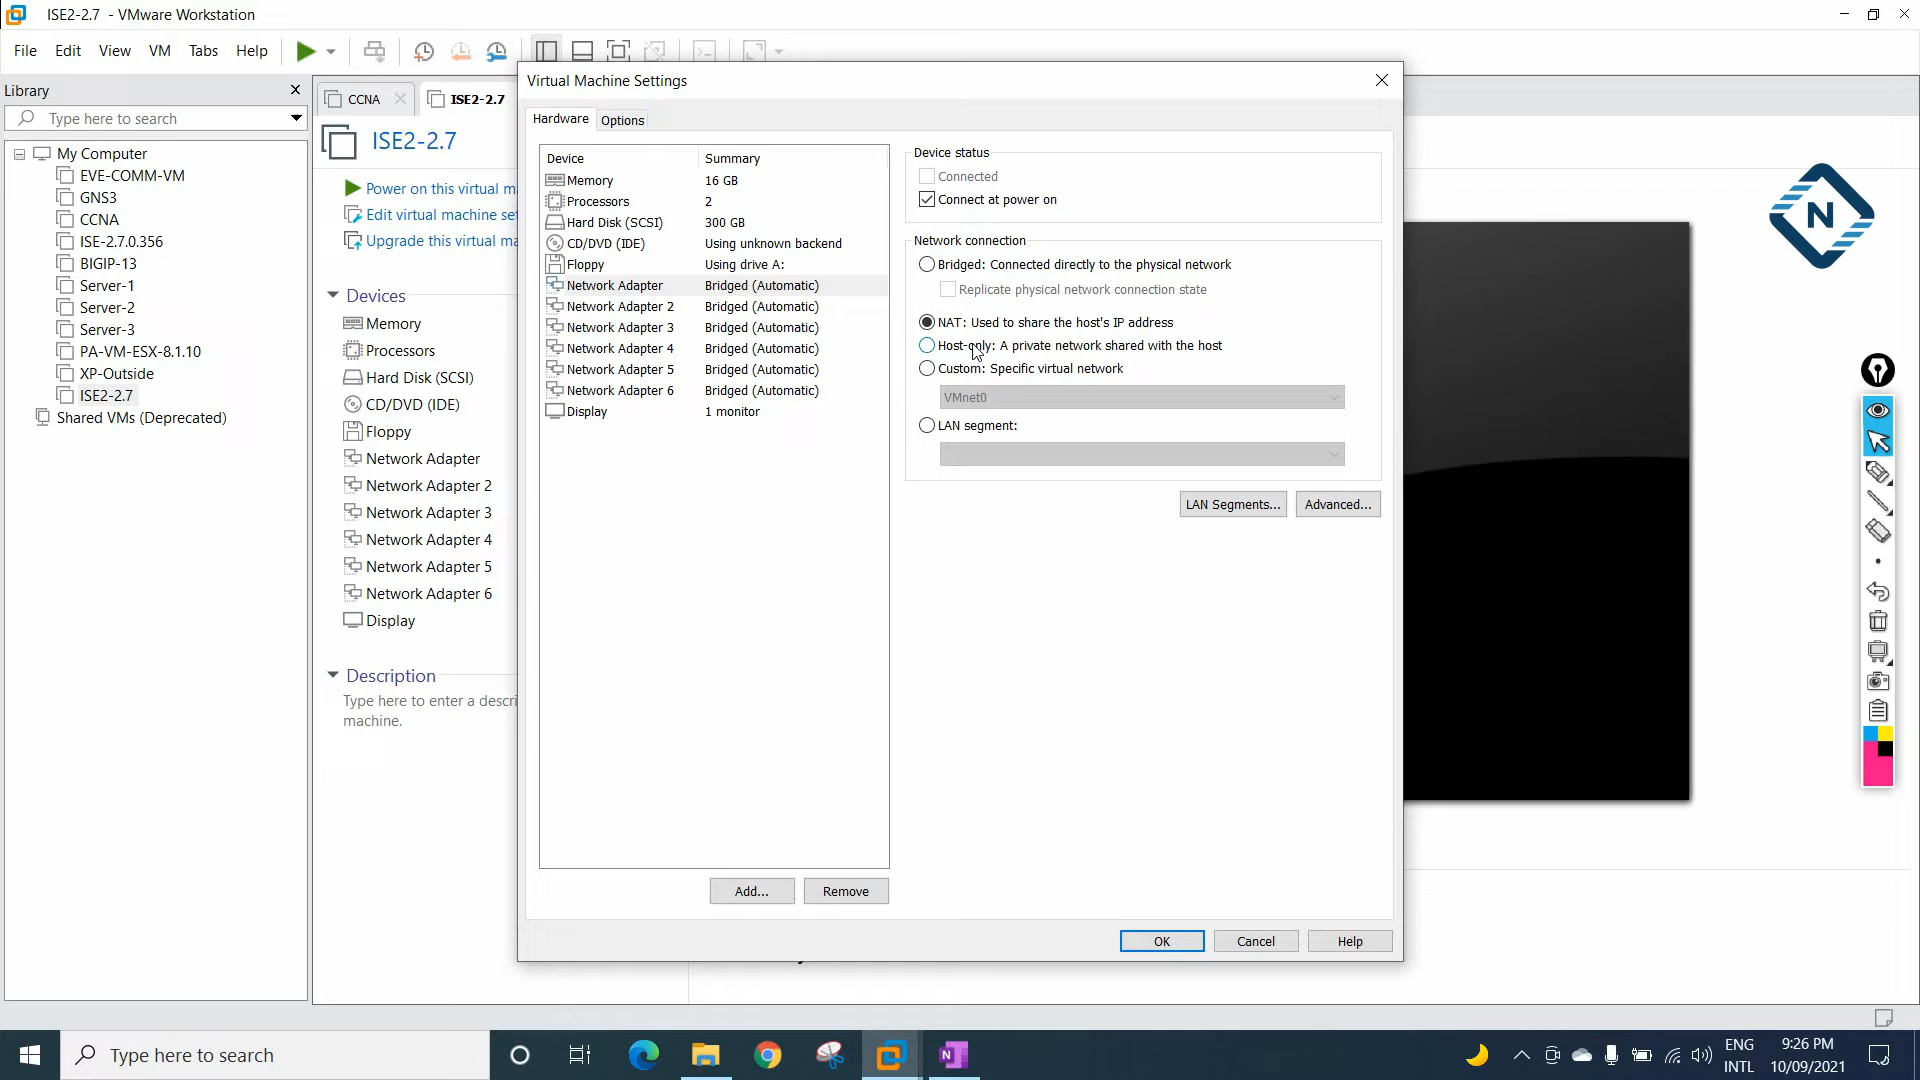 ISE2-2.7 - VMware Workstation
File Edit View VM Tabs Help
Library
Type here to search
My Computer
EVE-COMM-VM
GNS3
CCNA
ISE-2.7.0.356
BIGIP-13
Server-1
Server-2
Server-3
PA-VM-ESX-8.1.10
XP-Outside
ISE2-2.7
Shared VMs (Deprecated)
CCNA
ISE2-2.7
ISE2-2.7
Power on this virtual m
Edit virtual machine set
Upgrade this virtual ma
Devices
Memory
Processors
Hard Disk (SCSI)
CD/DVD (IDE)
Floppy
Network Adapter
Network Adapter 2
Network Adapter 3
Network Adapter 4
Network Adapter 5
Network Adapter 6
Display
Description
Type here to enter a descri
machine.
Virtual Machine Settings
Hardware Options
Device Summary
Memory 16 GB
Processors 2
Hard Disk (SCSI) 300 GB
CD/DVD (IDE) Using unknown backend
Floppy Using drive A:
Network Adapter Bridged (Automatic)
Network Adapter 2 Bridged (Automatic)
Network Adapter 3 Bridged (Automatic)
Network Adapter 4 Bridged (Automatic)
Network Adapter 5 Bridged (Automatic)
Network Adapter 6 Bridged (Automatic)
Display 1 monitor
Add... Remove
Device status
Connected
Connect at power on
Network connection
Bridged: Connected directly to the physical network
Replicate physical network connection state
NAT: Used to share the host's IP address
Host-only: A private network shared with the host
Custom: Specific virtual network
VMnet0
LAN segment:
LAN Segments... Advanced...
OK Cancel Help
N
Type here to search
N
ENG
INTL
9:26 PM
10/09/2021